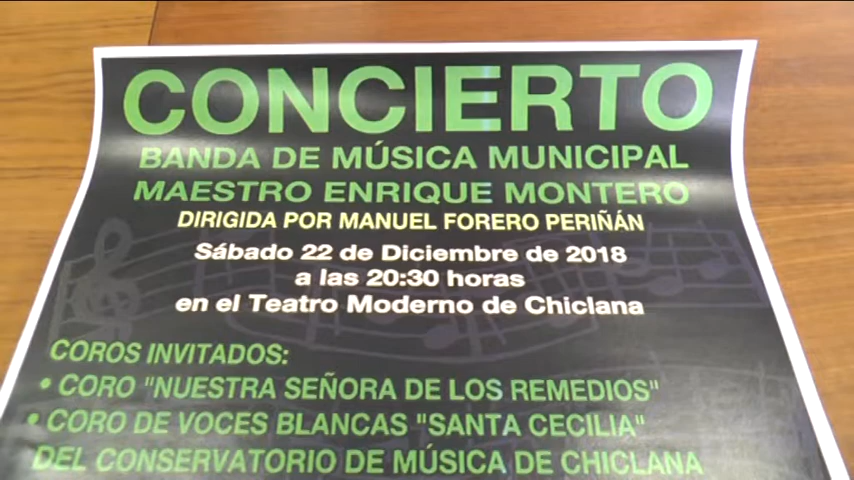 CONCIERTO
BANDA DE MÚSICA MUNICIPAL
MAESTRO ENRIQUE MONTERO
DIRIGIDA POR MANUEL FORERO PERIÑÁN
Sábado 22 de Diciembre de 2018
a las 20:30 horas
en el Teatro Moderno de Chiclana
COROS INVITADOS:
• CORO "NUESTRA SEÑORA DE LOS REMEDIOS"
• CORO DE VOCES BLANCAS "SANTA CECILIA"
DEL CONSERVATORIO DE MÚSICA DE CHICLANA